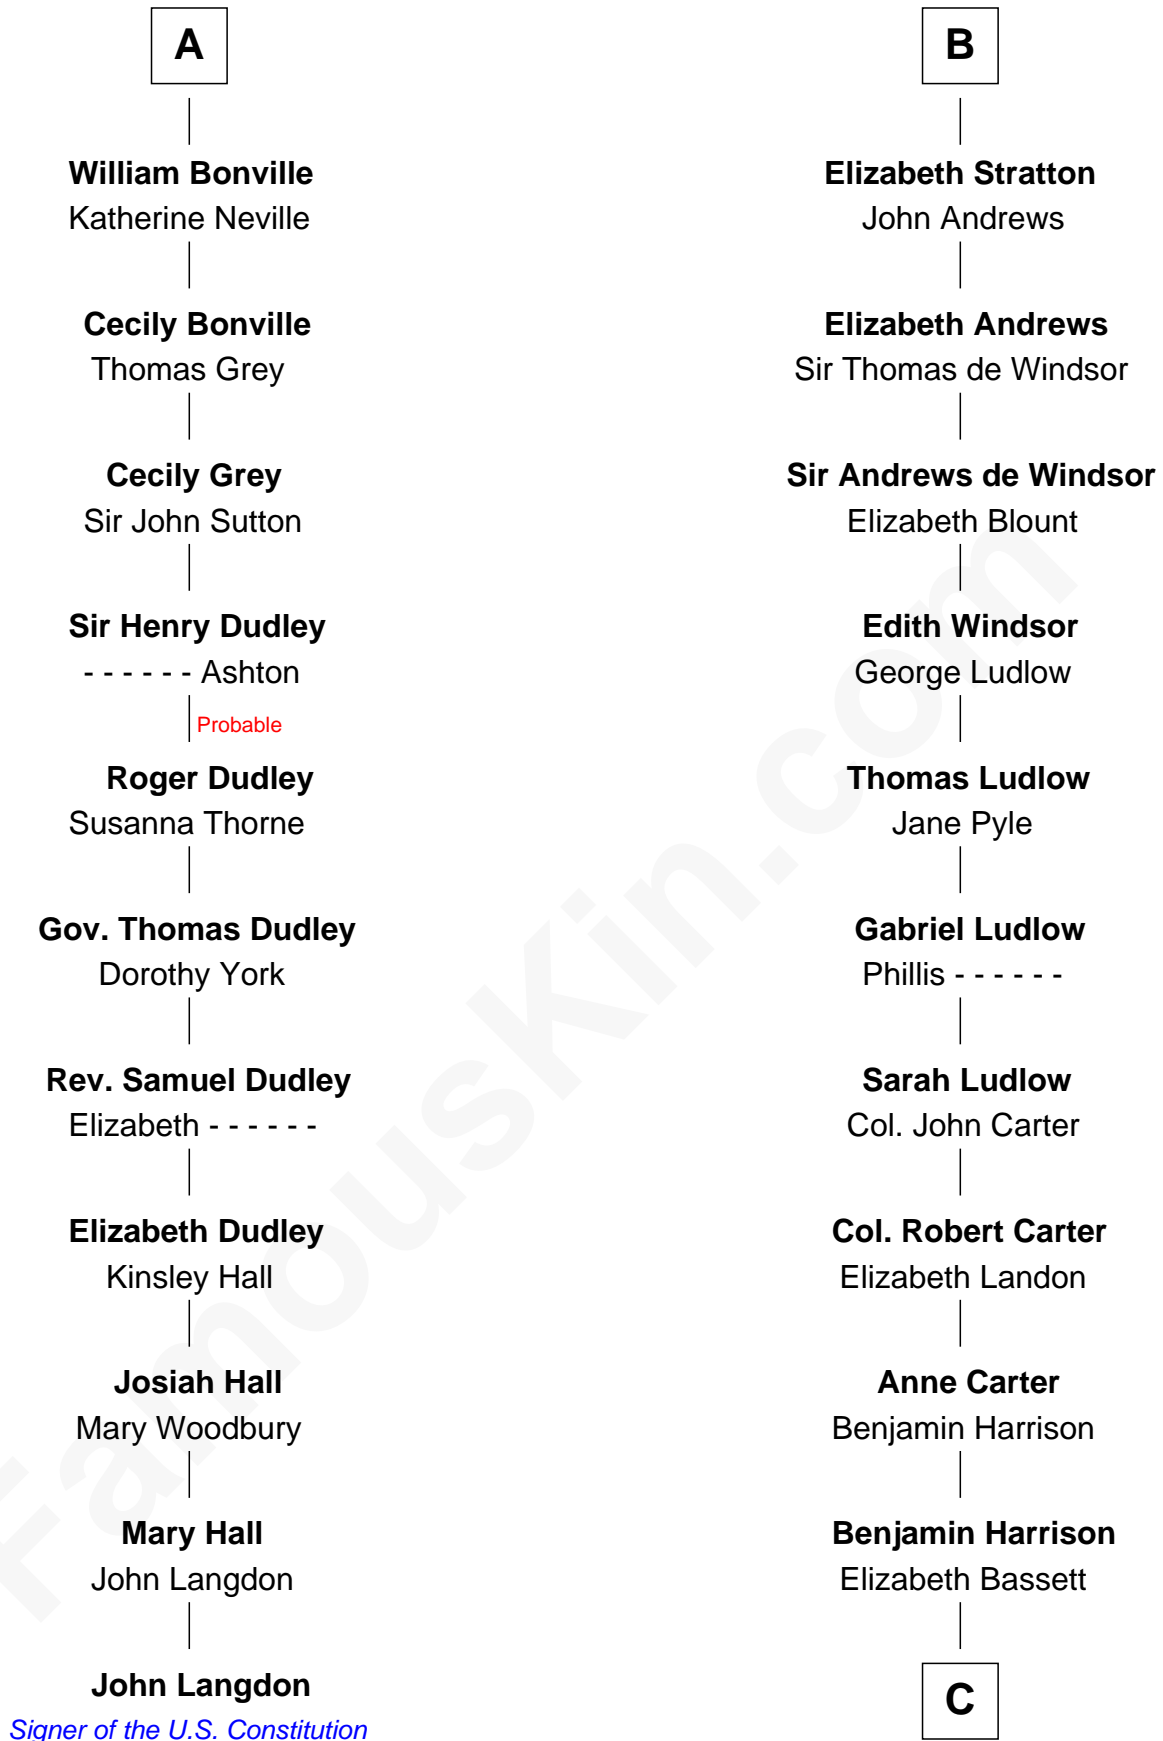 A
William Bonville
Katherine Neville
Cecily Bonville
Thomas Grey
Cecily Grey
Sir John Sutton
Sir Henry Dudley
- - - - - - Ashton
Probable
Roger Dudley
Susanna Thorne
Gov. Thomas Dudley
Dorothy York
Rev. Samuel Dudley
Elizabeth - - - - - -
Elizabeth Dudley
Kinsley Hall
Josiah Hall
Mary Woodbury
Mary Hall
John Langdon
John Langdon
Signer of the U.S. Constitution
B
Elizabeth Stratton
John Andrews
Elizabeth Andrews
Sir Thomas de Windsor
Sir Andrews de Windsor
Elizabeth Blount
Edith Windsor
George Ludlow
Thomas Ludlow
Jane Pyle
Gabriel Ludlow
Phillis - - - - - -
Sarah Ludlow
Col. John Carter
Col. Robert Carter
Elizabeth Landon
Anne Carter
Benjamin Harrison
Benjamin Harrison
Elizabeth Bassett
C
FamousKin.com